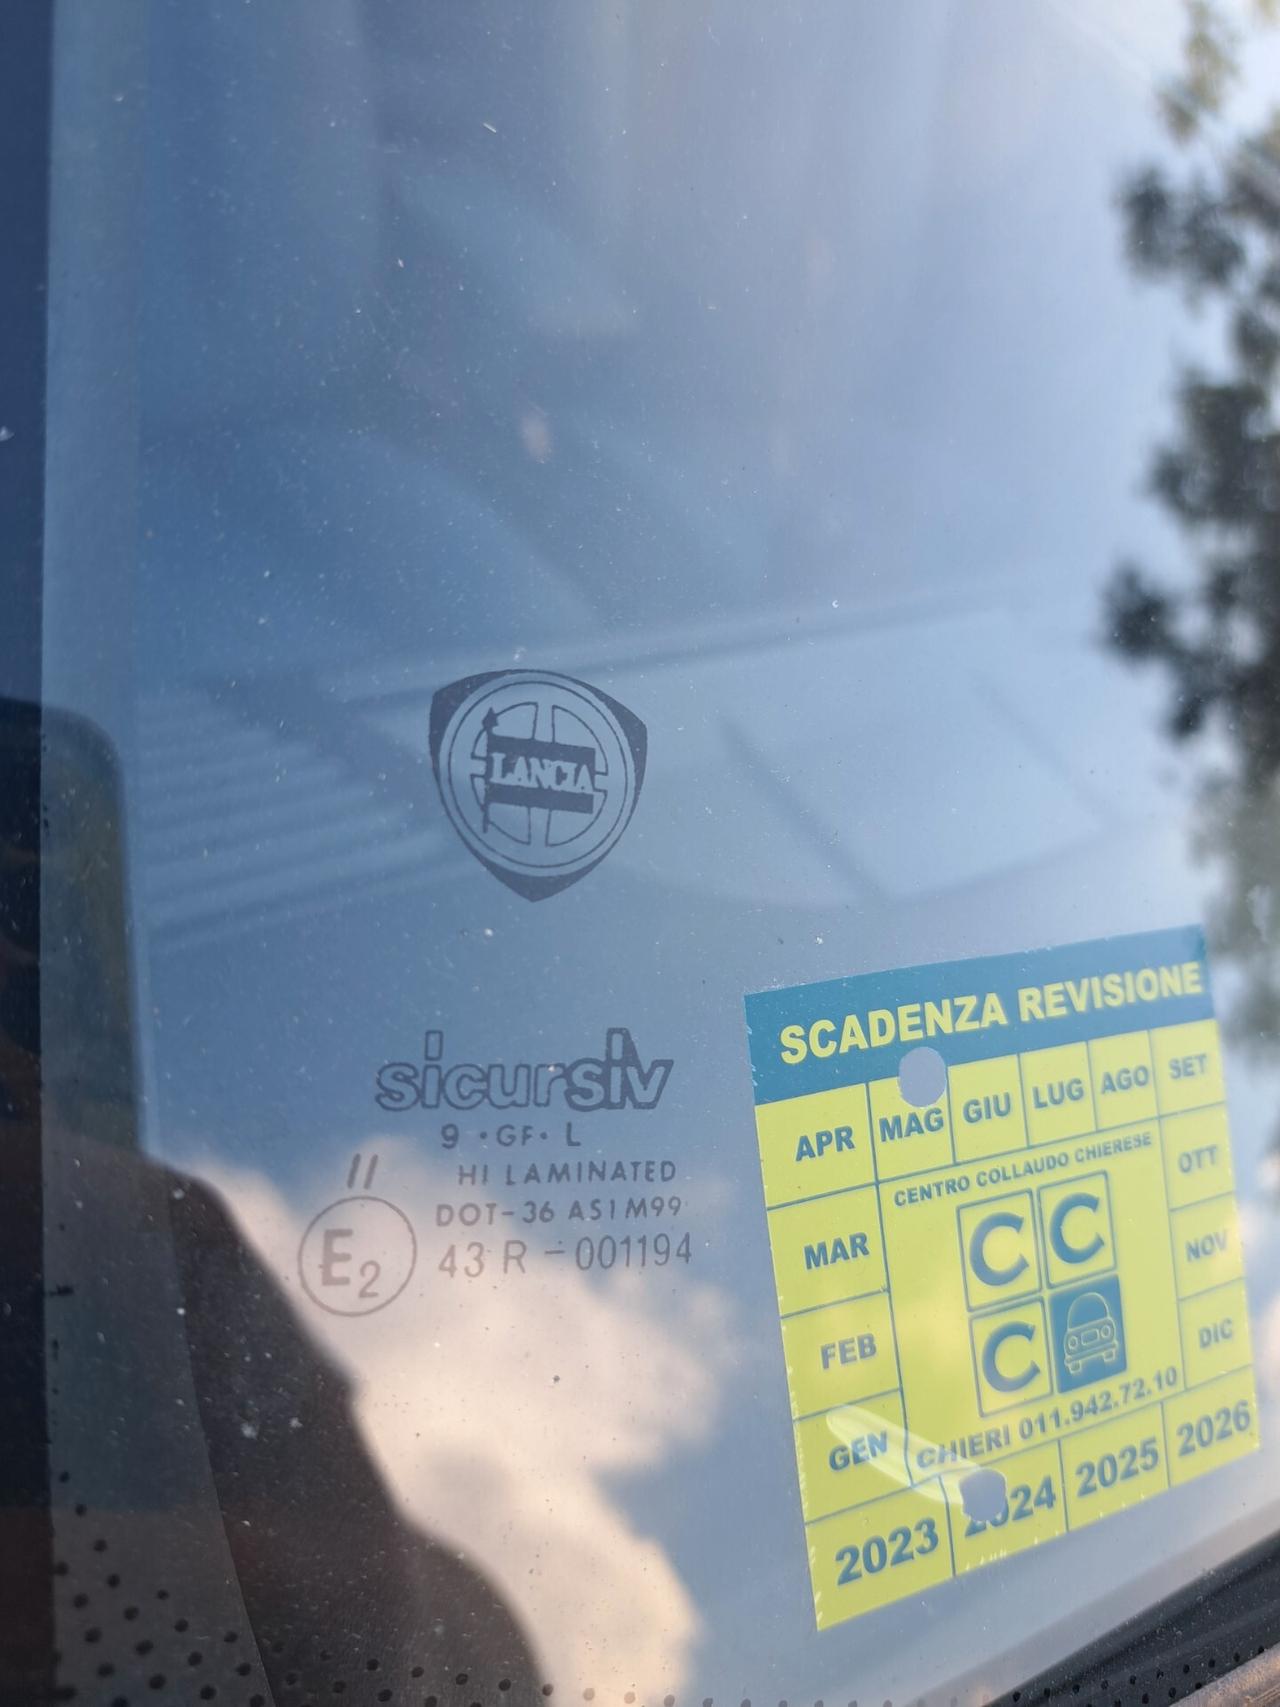 LANCIA
sicursiv
9 • GF • L
II HI LAMINATED
DOT-36 AS1 M99
E2 43 R - 001194
SCADENZA REVISIONE
APR MAG GIU LUG AGO SET
CENTRO COLLAUDO CHIERESE
OTT
MAR C C NOV
FEB C DIC
CHIERI 011.942.72.10
GEN
2023 2024 2025 2026